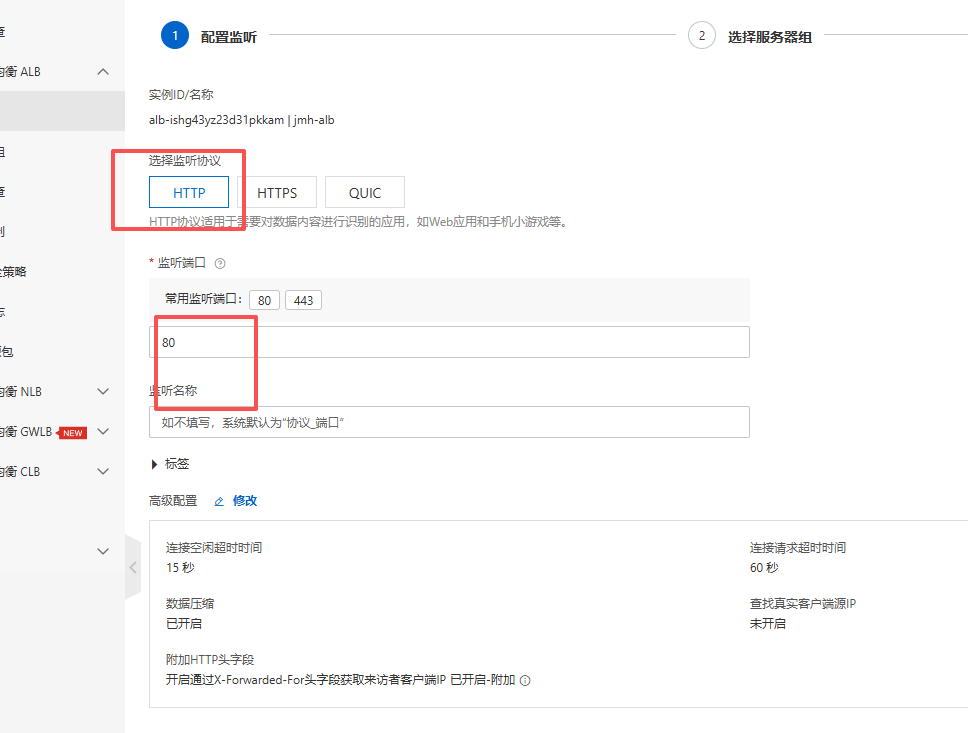 1 配置监听
2 选择服务器组
查
衡 ALB
组
查
策略
包
衡 NLB
衡 GWLB NEW
衡 CLB
实例ID/名称
alb-ishg43yz23d31pkkam | jmh-alb
选择监听协议
HTTP HTTPS QUIC
HTTP协议适用于需要对数据内容进行识别的应用，如Web应用和手机小游戏等。
* 监听端口
常用监听端口： 80 443
80
监听名称
如不填写，系统默认为“协议_端口”
标签
高级配置 修改
连接空闲超时时间
15 秒
连接请求超时时间
60 秒
数据压缩
已开启
查找真实客户端源IP
未开启
附加HTTP头字段
开启通过X-Forwarded-For头字段获取来访者客户端IP 已开启-附加